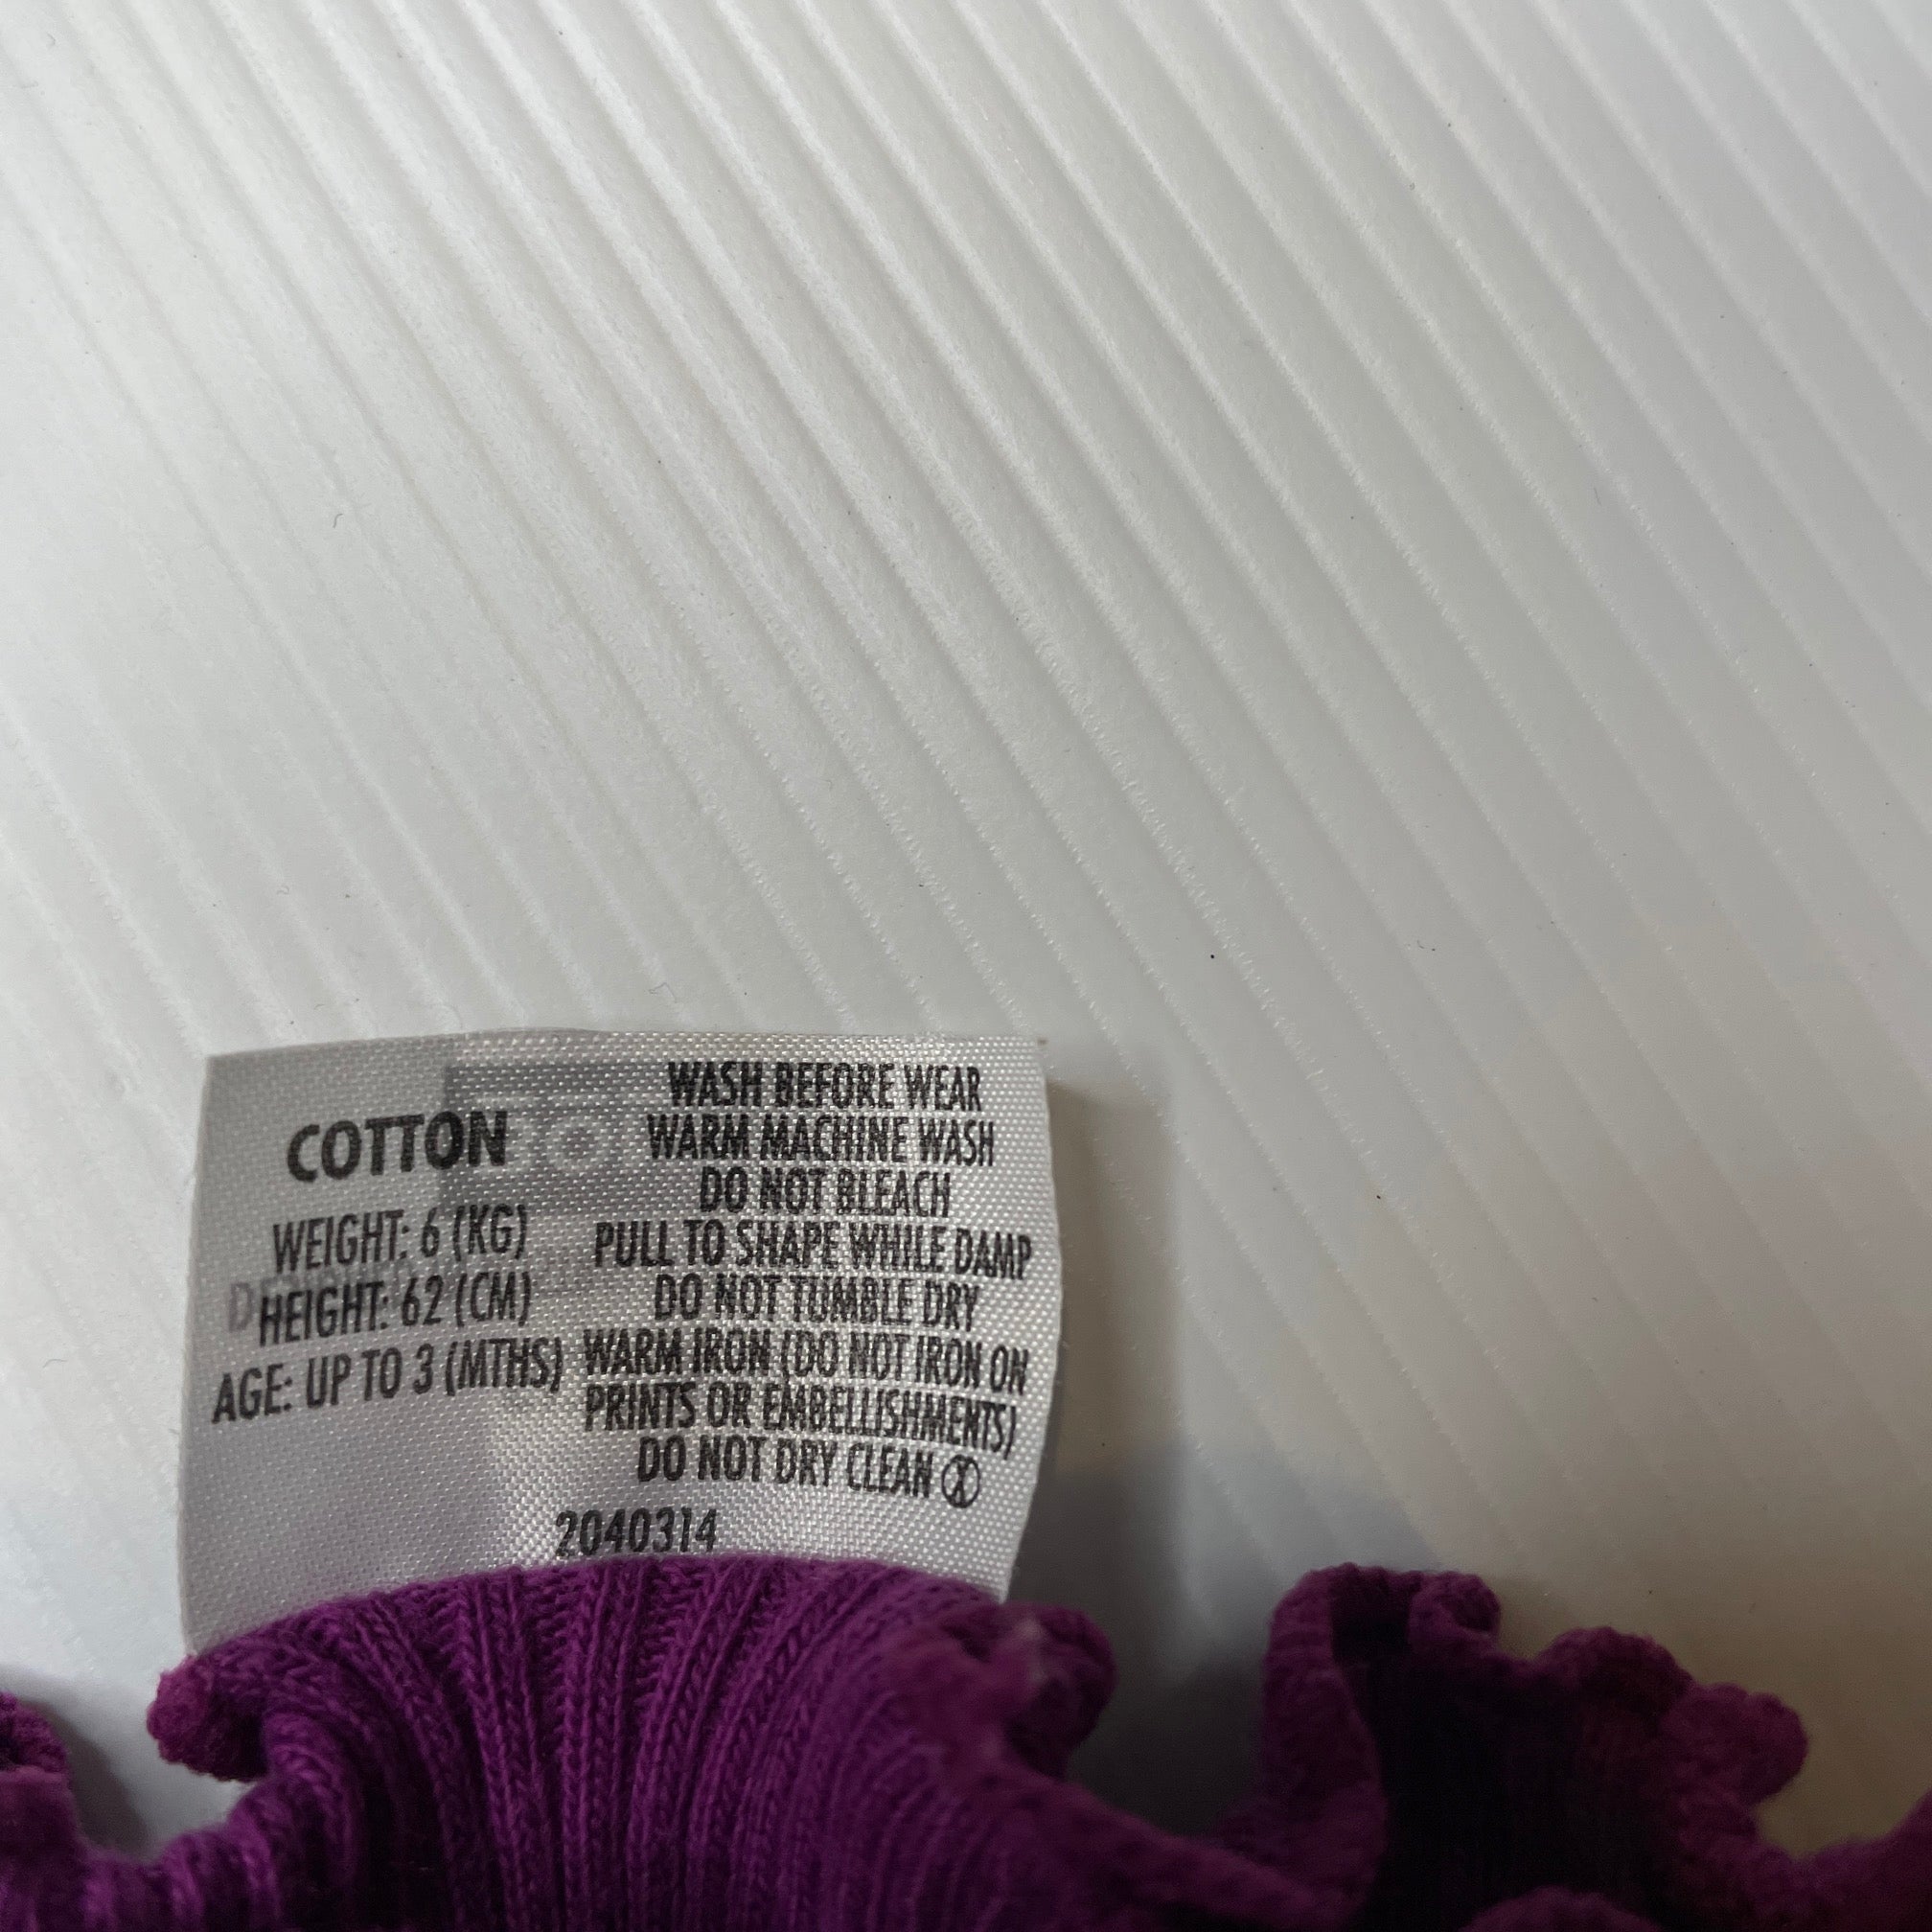 COTTON
WEIGHT: 6 (KG)
HEIGHT: 62 (CM)
AGE: UP TO 3 (MTHS)
WASH BEFORE WEAR
WARM MACHINE WASH
DO NOT BLEACH
PULL TO SHAPE WHILE DAMP
DO NOT TUMBLE DRY
WARM IRON (DO NOT IRON ON
PRINTS OR EMBELLISHMENTS)
DO NOT DRY CLEAN
2040314